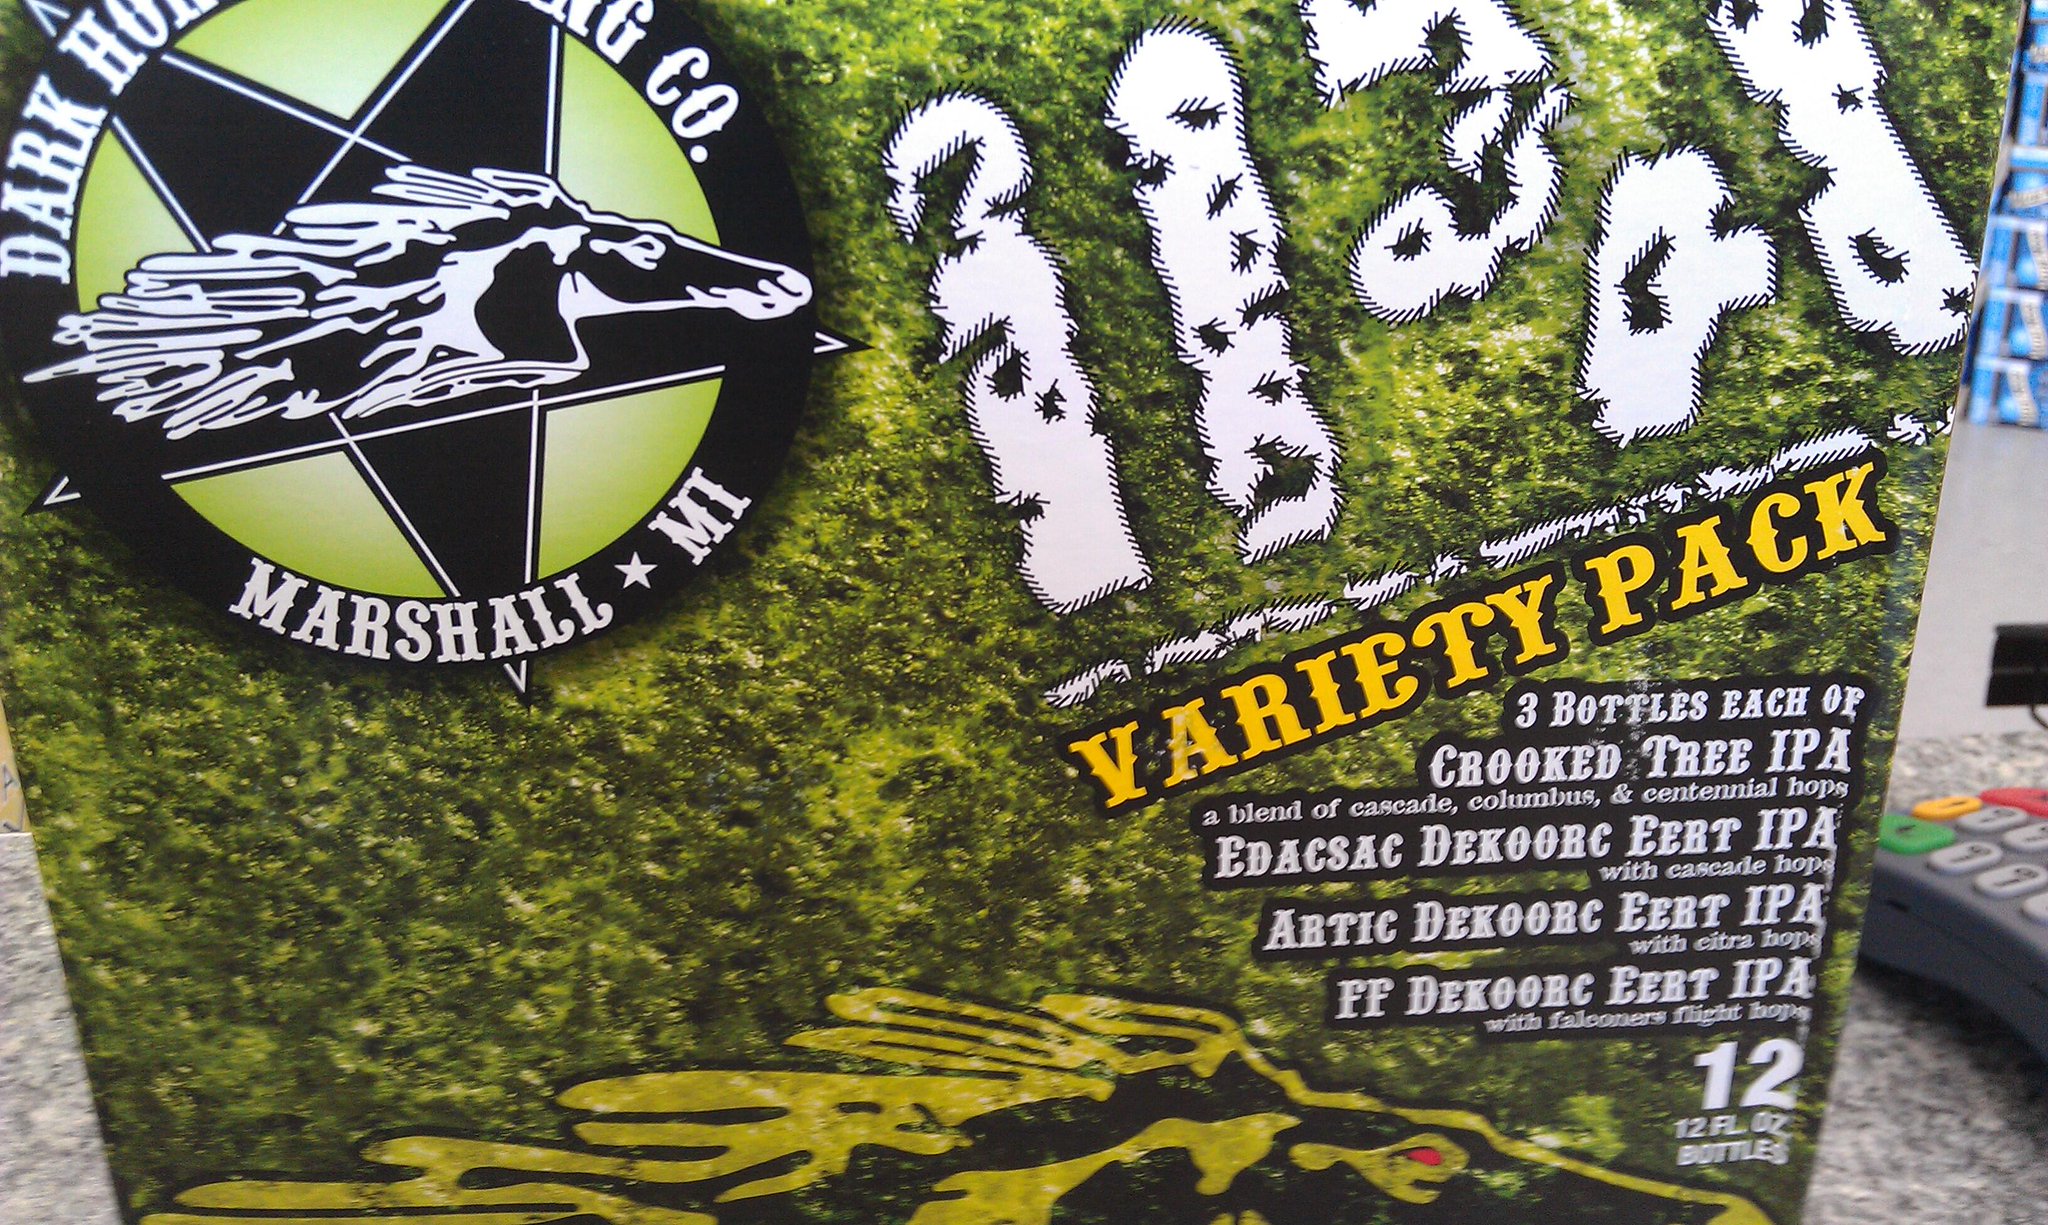 DARK HOR
NG CO.
MARSHALL ★ MI
VARIETY PACK
3 BOTTLES EACH OF
CROOKED TREE IPA
a blend of cascade, columbus, & centennial hops
EDACSAC DEKOORC EERT IPA
with cascade hops
ARTIC DEKOORC EERT IPA
with citra hops
FF DEKOORC EERT IPA
with falconers flight hops
12
12 FL. OZ
BOTTLES